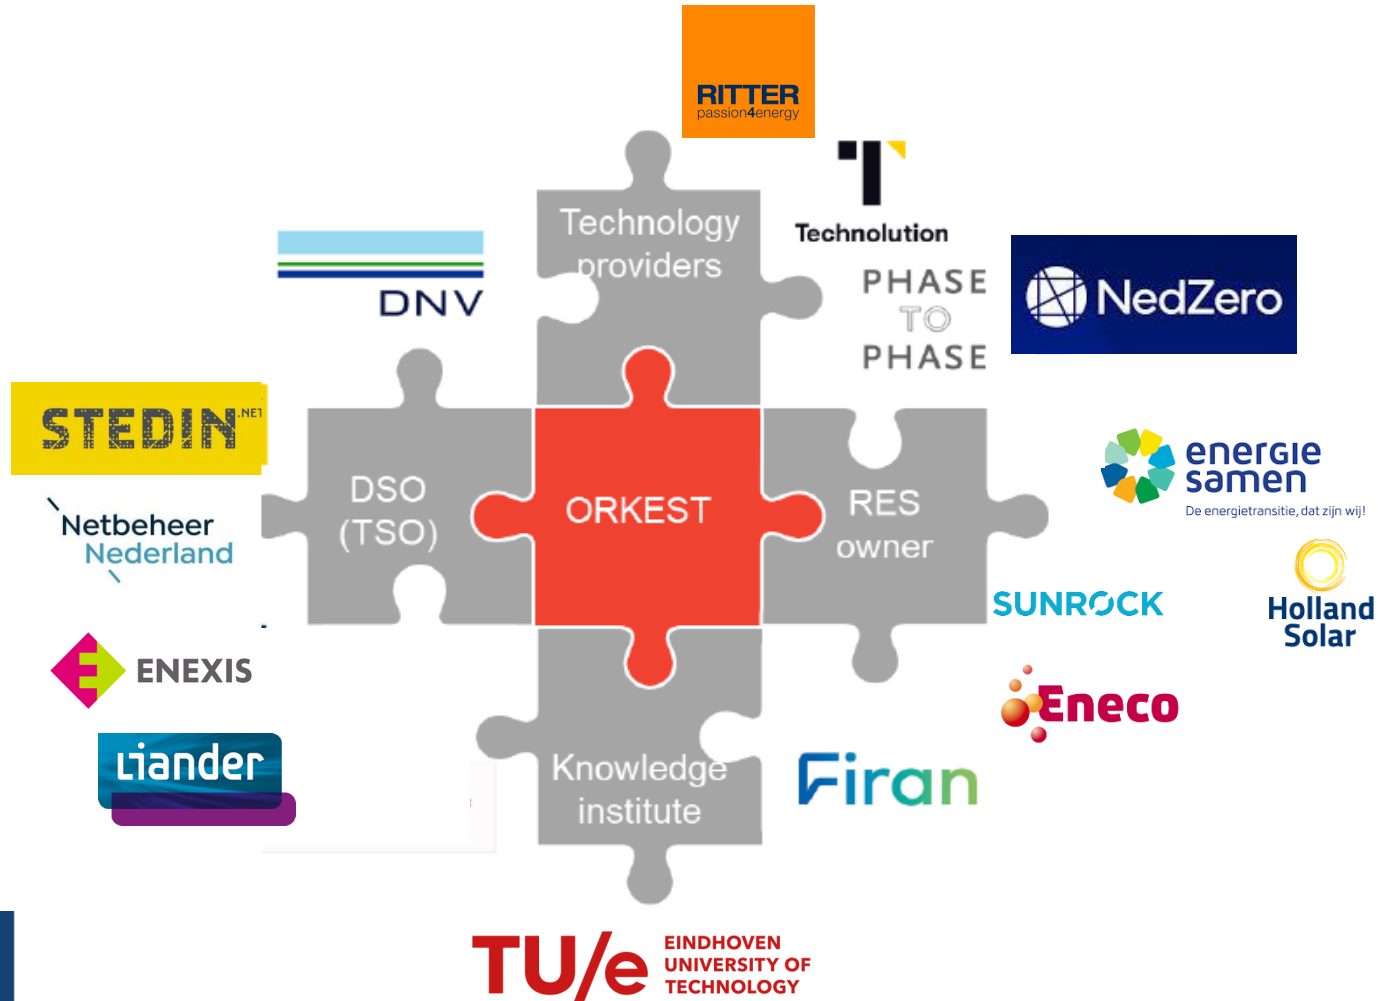 RITTER
passion4energy
Technolution
Technology
providers
DNV
PHASE
TO
PHASE
NedZero
STEDIN.NET
energie
samen
De energietransitie, dat zijn wij!
DSO
(TSO)
ORKEST
RES
owner
Netbeheer
Nederland
SUNROCK
Holland
Solar
ENEXIS
Eneco
Liander
Knowledge
institute
Firan
TU/e
EINDHOVEN
UNIVERSITY OF
TECHNOLOGY